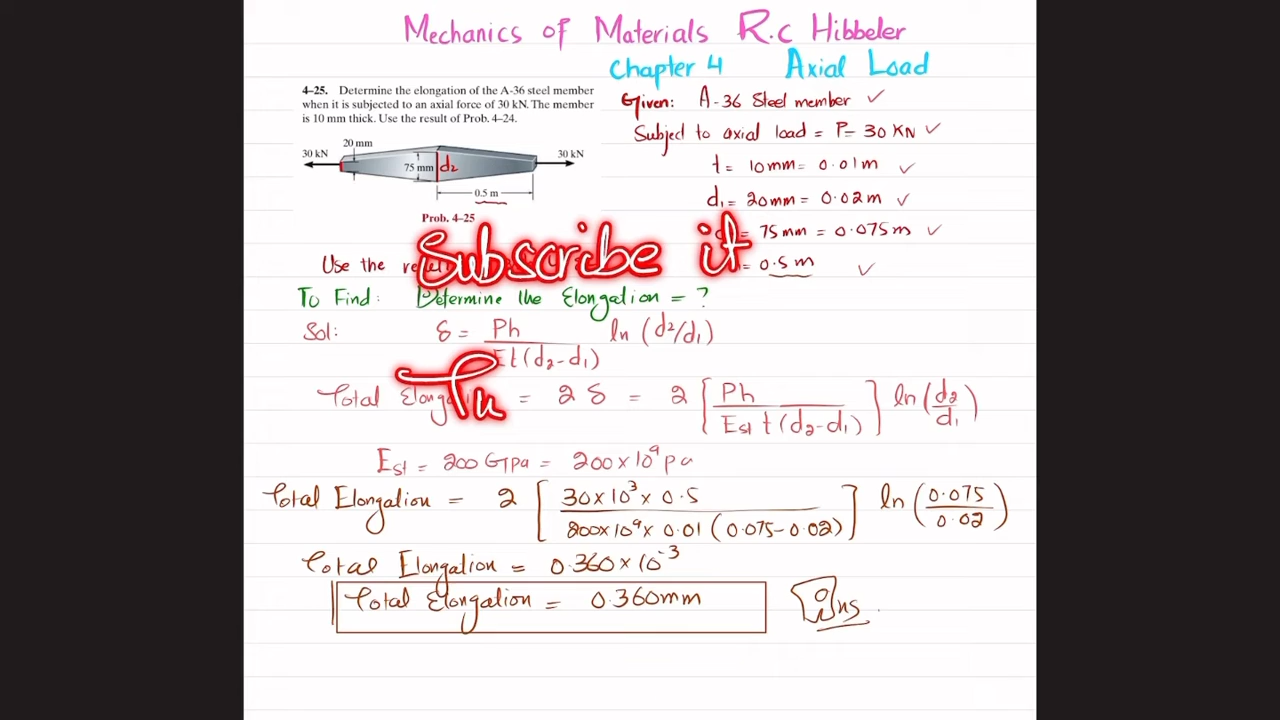 Mechanics of Materials R.c Hibbeler
Chapter 4 Axial Load
4–25. Determine the elongation of the A-36 steel member
when it is subjected to an axial force of 30 kN. The member
is 10 mm thick. Use the result of Prob. 4–24.
20 mm
30 kN
75 mm
d2
30 kN
0.5 m
Prob. 4–25
Given: A-36 Steel member ✓
Subject to axial load = P = 30 KN ✓
t = 10mm = 0.01m ✓
d1 = 20mm = 0.02m ✓
= 75mm = 0.075m ✓
= 0.5m ✓
Use the
Subscribe it
To Find: Determine the Elongation = ?
Sol: δ = Ph / Et(d2-d1) ln (d2/d1)
Tu
Total = 2 δ = 2 [ Ph / Est t (d2-d1) ] ln (d2/d1)
Est = 200 GPa = 200×10⁹ pa
Total Elongation = 2 [ 30×10³ × 0.5 / 200×10⁹ × 0.01 (0.075-0.02) ] ln (0.075/0.02)
Total Elongation = 0.360×10⁻³
Total Elongation = 0.360mm Ans